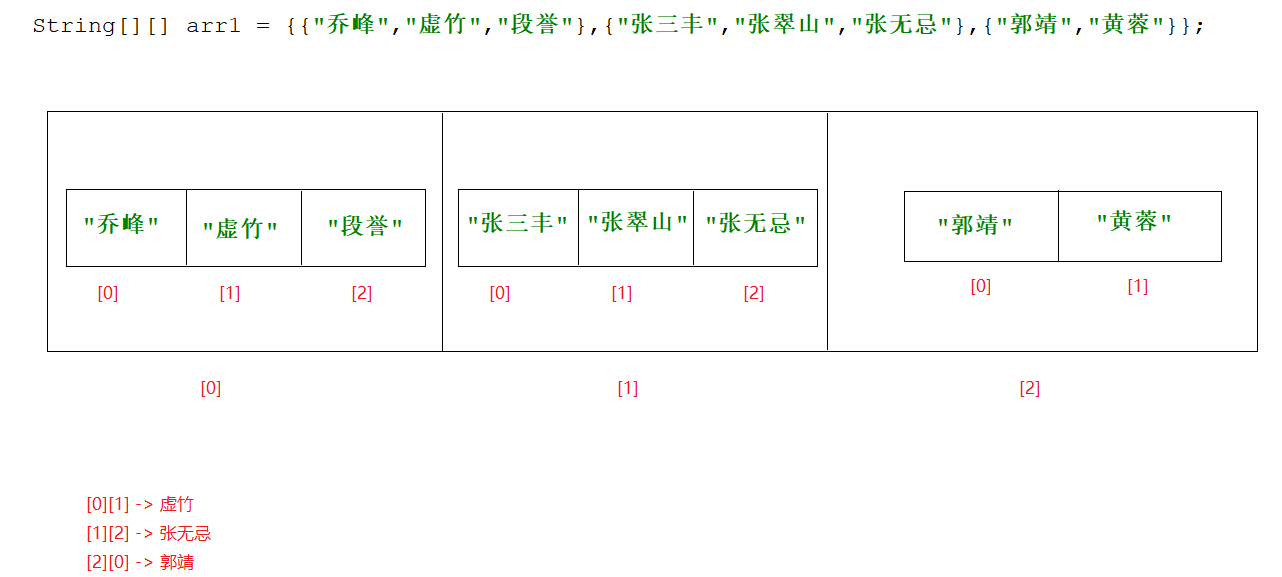 String[][] arr1 = {{"乔峰","虚竹","段誉"},{"张三丰","张翠山","张无忌"},{"郭靖","黄蓉"}};
"乔峰" "虚竹" "段誉" "张三丰" "张翠山" "张无忌" "郭靖" "黄蓉"
[0] [1] [2] [0] [1] [2] [0] [1]
[0] [1] [2]
[0][1] -> 虚竹
[1][2] -> 张无忌
[2][0] -> 郭靖